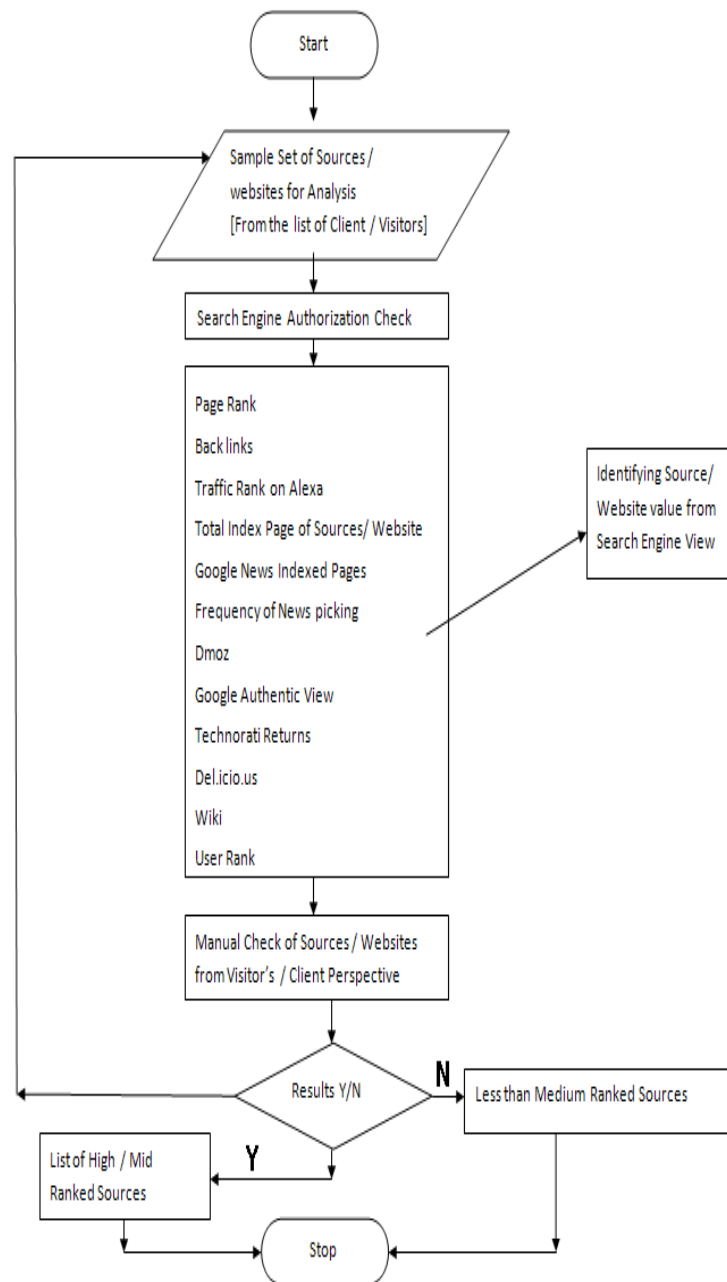 Start
Sample Set of Sources /
websites for Analysis
[From the list of Client / Visitors]
Search Engine Authorization Check
Page Rank
Back links
Traffic Rank on Alexa
Total Index Page of Sources/ Website
Google News Indexed Pages
Frequency of News picking
Dmoz
Google Authentic View
Technorati Returns
Del.icio.us
Wiki
User Rank
Identifying Source/
Website value from
Search Engine View
Manual Check of Sources / Websites
from Visitor's / Client Perspective
Results Y/N
N
Less than Medium Ranked Sources
Y
List of High / Mid
Ranked Sources
Stop